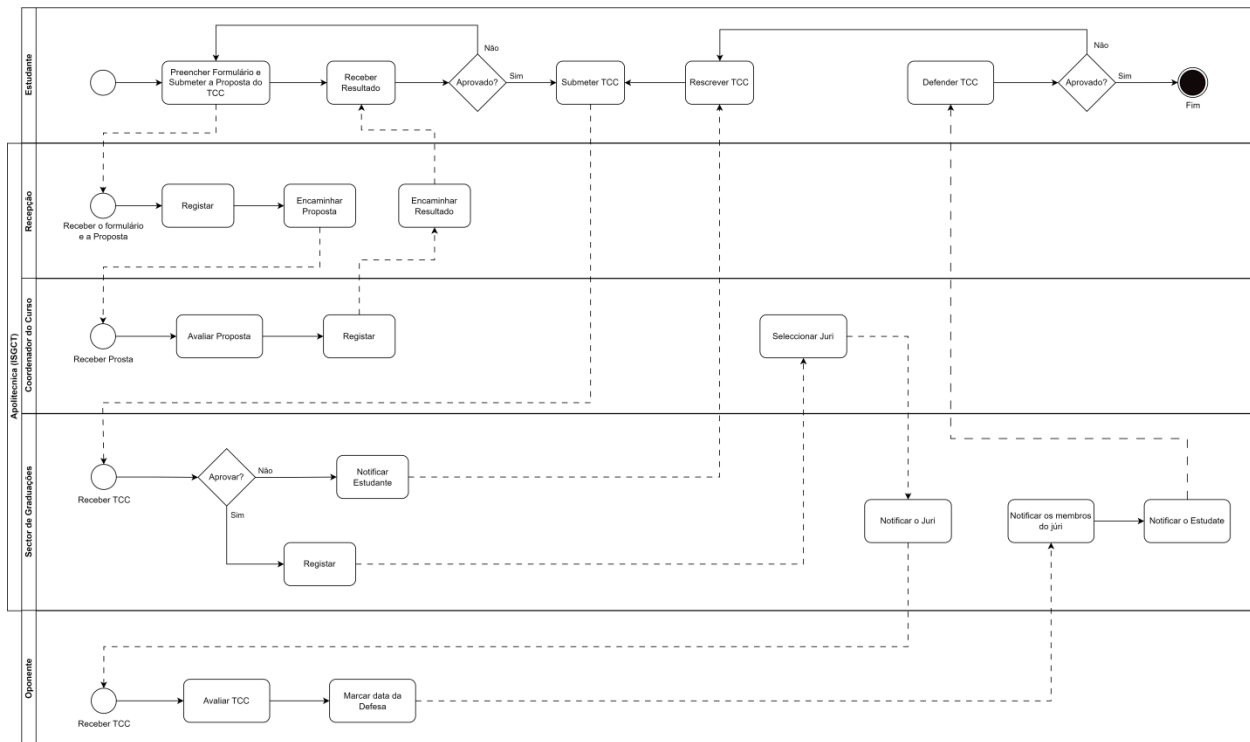 Estudante
Não
Não
Preencher Formulário e
Submeter a Proposta do
TCC
Receber
Resultado
Aprovado?
Sim
Submeter TCC
Rescrever TCC
Defender TCC
Aprovado?
Sim
Fim
Apolitecnica (ISGCT)
Recepção
Receber o formulário
e a Proposta
Registar
Encaminhar
Proposta
Encaminhar
Resultado
Coordenador do Curso
Receber Prosta
Avaliar Proposta
Registar
Seleccionar Juri
Sector de Graduações
Receber TCC
Aprovar?
Não
Sim
Notificar
Estudante
Registar
Notificar o Juri
Notificar os membros
do júri
Notificar o Estudate
Oponente
Receber TCC
Avaliar TCC
Marcar data da
Defesa